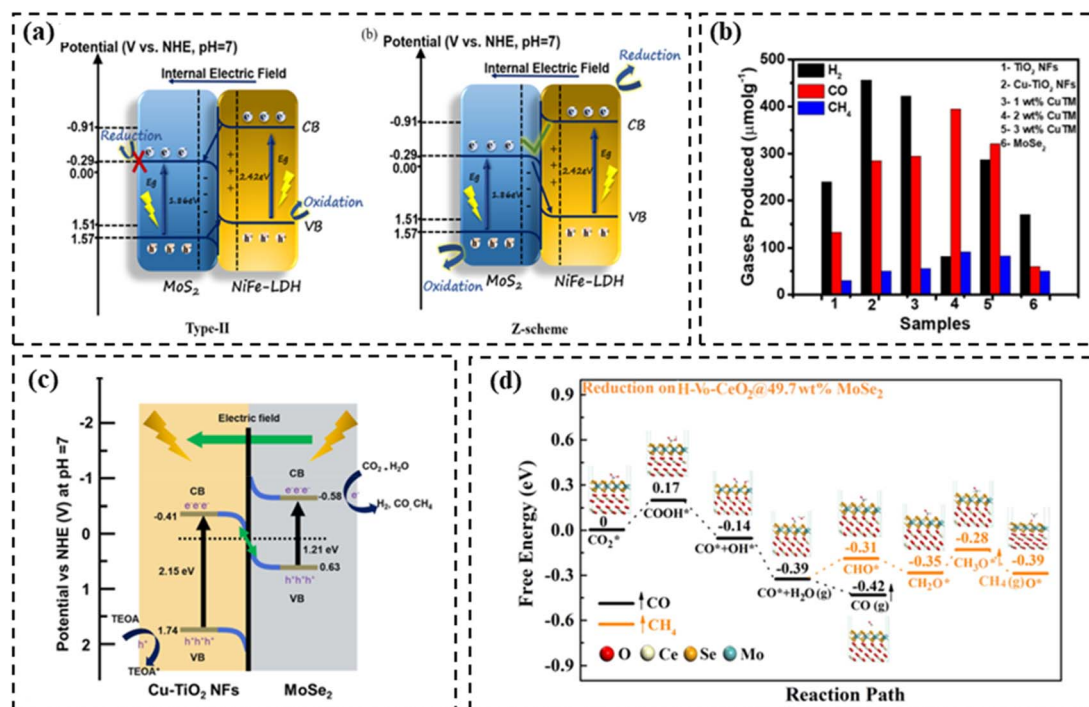 (a)
Potential (V vs. NHE, pH=7)
Internal Electric Field
-0.91
Reduction
-0.29
0.00
1.51
1.57
e⁻ e⁻ e⁻
e⁻ e⁻ e⁻
CB
Eg
1.86eV
Eg
2.42eV
+
+
+
+
-
-
-
Oxidation
VB
h⁺ h⁺ h⁺
h⁺ h⁺ h⁺
MoS₂
NiFe-LDH
Type-II
(b)
Potential (V vs. NHE, pH=7)
Reduction
Internal Electric Field
-0.91
-0.29
0.00
1.51
1.57
e⁻ e⁻ e⁻
e⁻ e⁻ e⁻
CB
Eg
1.86eV
Eg
2.42eV
VB
h⁺ h⁺ h⁺
h⁺ h⁺ h⁺
Oxidation
MoS₂
NiFe-LDH
Z-scheme
(b)
Gases Produced (μmolg⁻¹)
500
400
300
200
100
0
H₂
CO
CH₄
1- TiO₂ NFs
2- Cu-TiO₂ NFs
3- 1 wt% CuTM
4- 2 wt% CuTM
5- 3 wt% CuTM
6- MoSe₂
1 2 3 4 5 6
Samples
(c)
Potential vs NHE (V) at pH =7
-2
-1
0
1
2
Electric field
CB
e⁻e⁻e⁻
-0.41
2.15 eV
1.74
h⁺h⁺h⁺
VB
TEOA
h⁺
TEOA⁺
CB
e⁻e⁻e⁻
-0.58
CO₂ + H₂O
e⁻
H₂, CO CH₄
1.21 eV
0.63
h⁺h⁺h⁺
VB
Cu-TiO₂ NFs
MoSe₂
(d)
Reduction on H-Vo-CeO₂@49.7 wt% MoSe₂
Free Energy (eV)
0.9
0.6
0.3
0.0
-0.3
-0.6
-0.9
0
CO₂*
0.17
COOH*
-0.14
CO*+OH*
-0.39
CO*+H₂O (g)
-0.42
CO (g)
-0.31
CHO*
-0.35
CH₂O*
-0.28
CH₃O*
-0.39
CH₄ (g) O*
CO
CH₄
O Ce Se Mo
Reaction Path